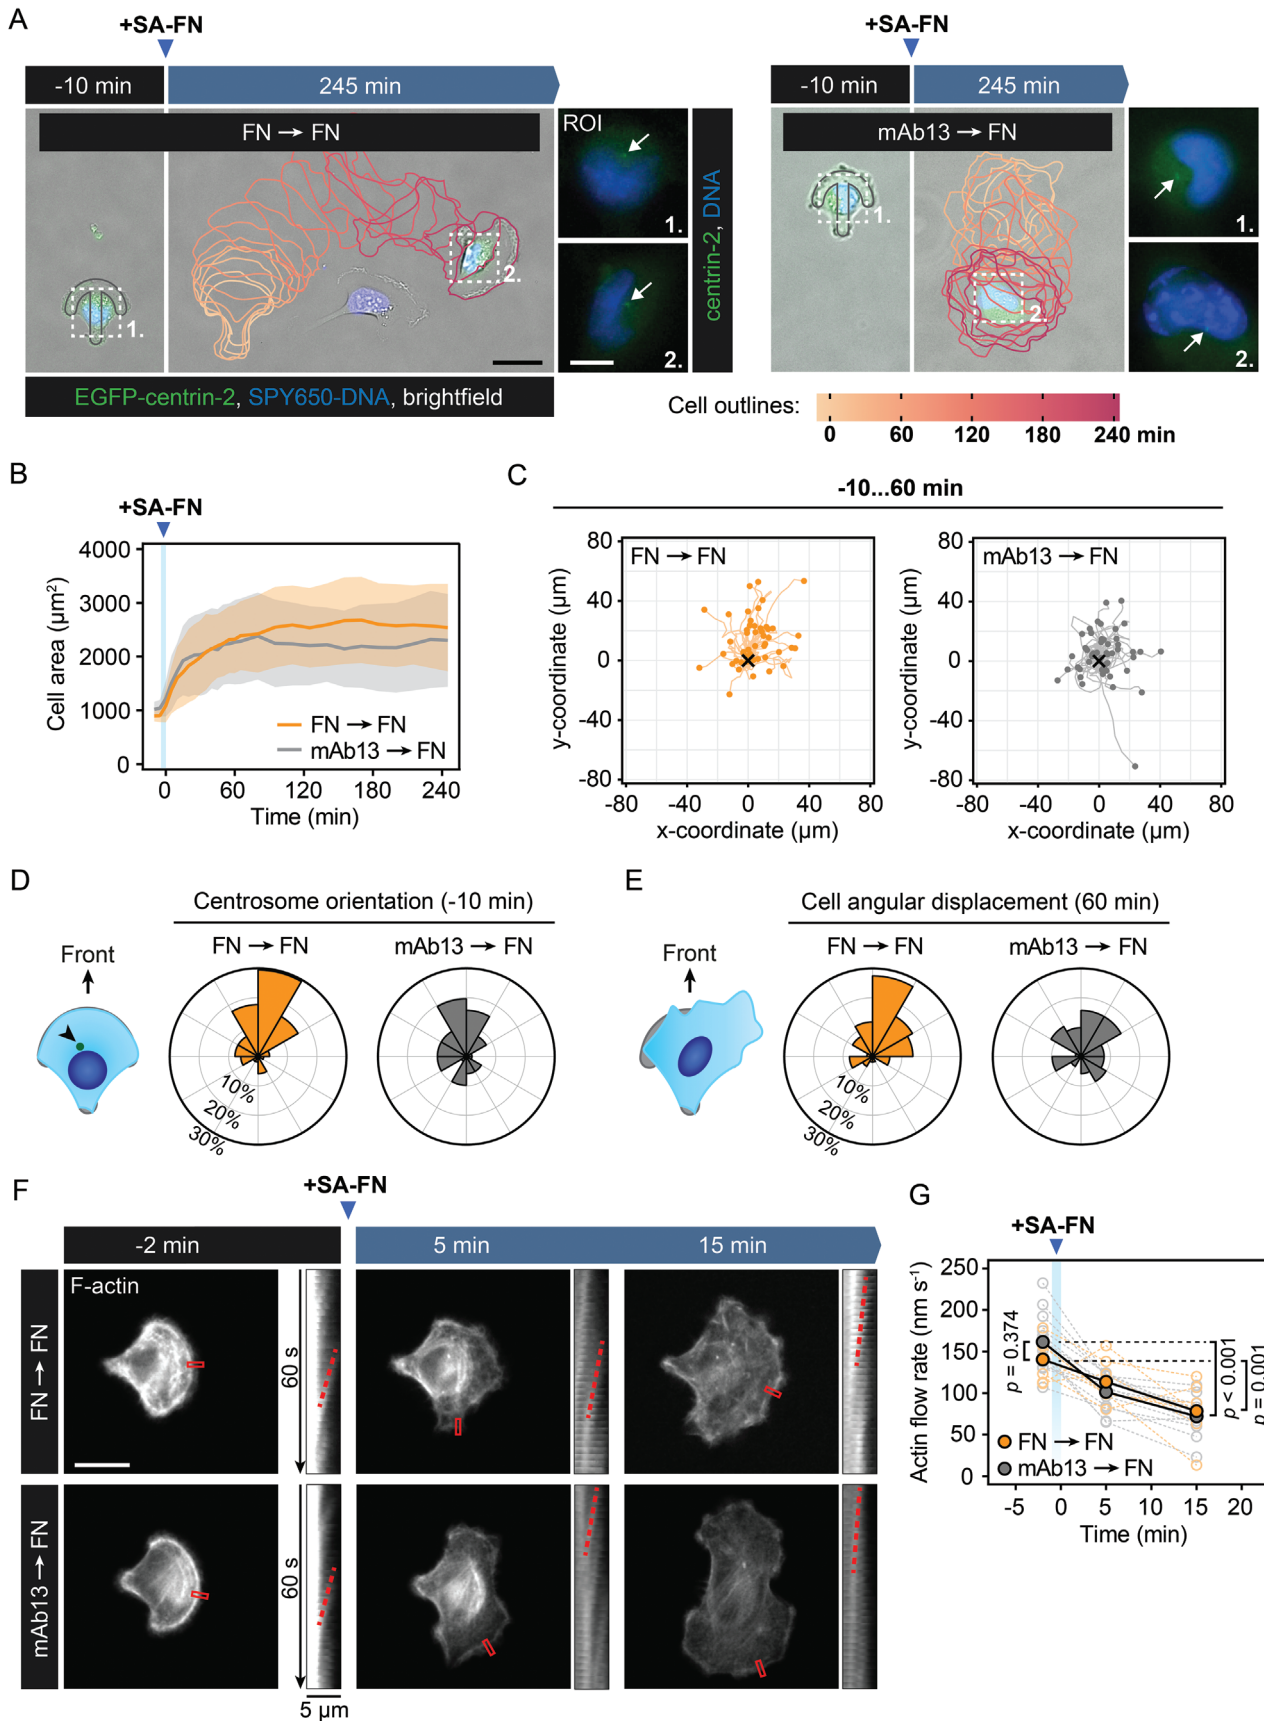 A
+SA-FN
-10 min
245 min
FN → FN
1.
2.
ROI
1.
2.
centrin-2, DNA
EGFP-centrin-2, SPY650-DNA, brightfield
+SA-FN
-10 min
245 min
mAb13 → FN
1.
2.
1.
2.
Cell outlines:
0 60 120 180 240 min
B
+SA-FN
Cell area (µm²)
4000
3000
2000
1000
0
FN → FN
mAb13 → FN
0 60 120 180 240
Time (min)
C
-10...60 min
FN → FN
y-coordinate (µm)
80
40
0
-40
-80
-80 -40 0 40 80
x-coordinate (µm)
mAb13 → FN
y-coordinate (µm)
80
40
0
-40
-80
-80 -40 0 40 80
x-coordinate (µm)
D
Centrosome orientation (-10 min)
Front
FN → FN
mAb13 → FN
10%
20%
30%
E
Cell angular displacement (60 min)
Front
FN → FN
mAb13 → FN
10%
20%
30%
F
+SA-FN
-2 min
5 min
15 min
FN → FN
F-actin
60 s
mAb13 → FN
60 s
5 µm
G
+SA-FN
Actin flow rate (nm s⁻¹)
250
200
150
100
50
0
p = 0.374
p < 0.001
p = 0.001
FN → FN
mAb13 → FN
-5 0 5 10 15 20
Time (min)